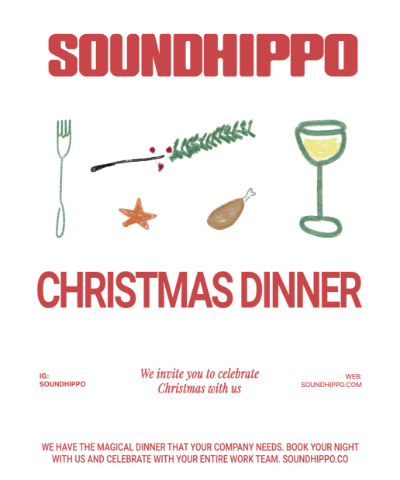 SOUNDHIPPO
CHRISTMAS DINNER
IG:
SOUNDHIPPO
We invite you to celebrate
Christmas with us
WEB:
SOUNDHIPPO.COM
WE HAVE THE MAGICAL DINNER THAT YOUR COMPANY NEEDS. BOOK YOUR NIGHT
WITH US AND CELEBRATE WITH YOUR ENTIRE WORK TEAM. SOUNDHIPPO.CO